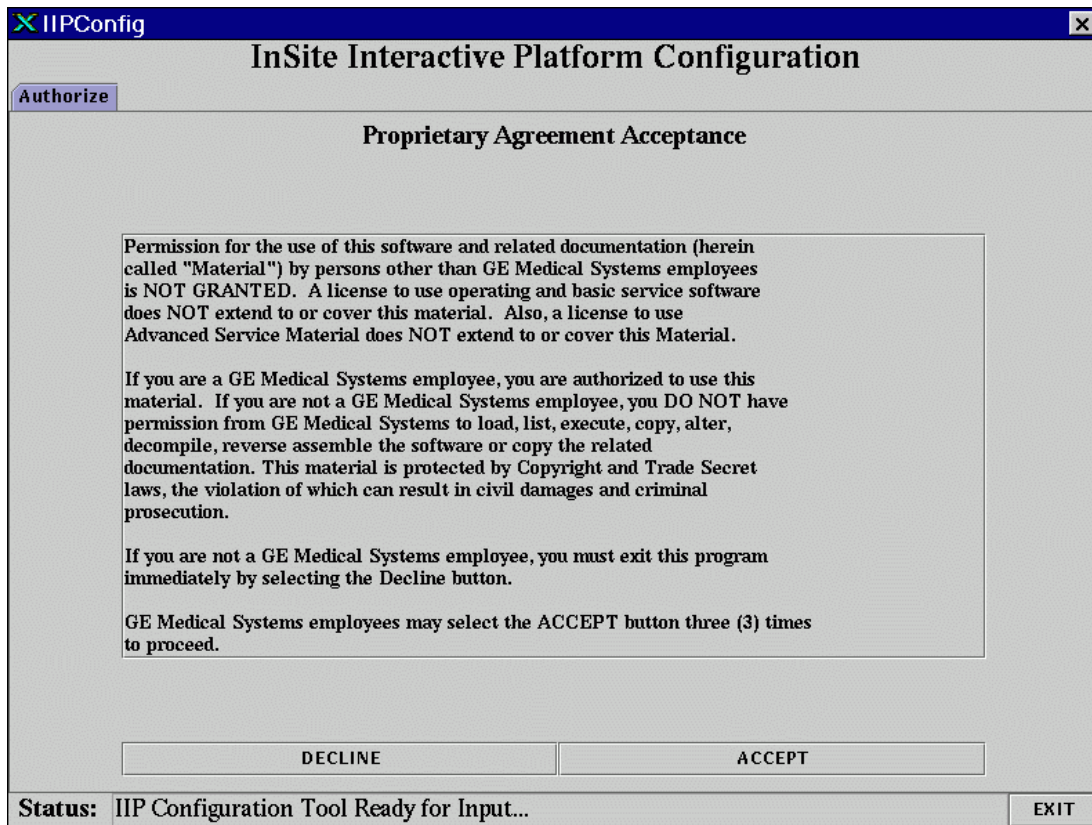 IIPConfig
InSite Interactive Platform Configuration
Authorize
Proprietary Agreement Acceptance
Permission for the use of this software and related documentation (herein
called "Material") by persons other than GE Medical Systems employees
is NOT GRANTED.  A license to use operating and basic service software
does NOT extend to or cover this material.  Also, a license to use
Advanced Service Material does NOT extend to or cover this Material.
If you are a GE Medical Systems employee, you are authorized to use this
material.  If you are not a GE Medical Systems employee, you DO NOT have
permission from GE Medical Systems to load, list, execute, copy, alter,
decompile, reverse assemble the software or copy the related
documentation. This material is protected by Copyright and Trade Secret
laws, the violation of which can result in civil damages and criminal
prosecution.
If you are not a GE Medical Systems employee, you must exit this program
immediately by selecting the Decline button.
GE Medical Systems employees may select the ACCEPT button three (3) times
to proceed.
DECLINE ACCEPT
Status: IIP Configuration Tool Ready for Input... EXIT